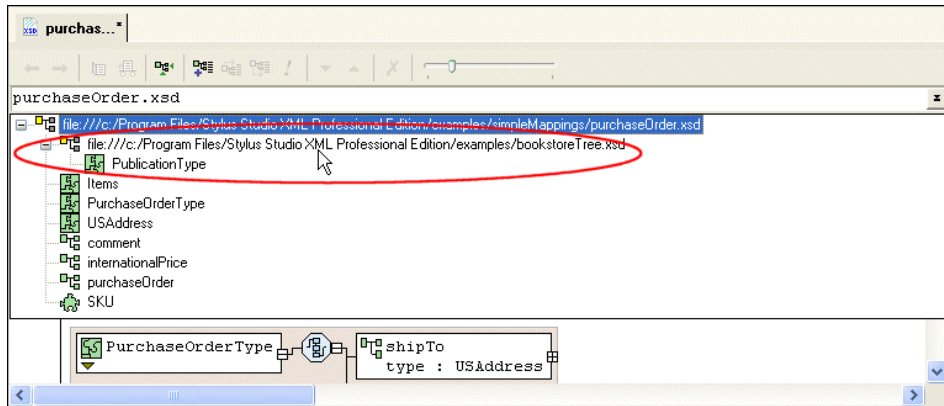 XSD purchas...*
purchaseOrder.xsd
file:///c:/Program Files/Stylus Studio XML Professional Edition/examples/simpleMappings/purchaseOrder.xsd
file:///c:/Program Files/Stylus Studio XML Professional Edition/examples/bookstoreTree.xsd
PublicationType
Items
PurchaseOrderType
USAddress
comment
internationalPrice
purchaseOrder
SKU
PurchaseOrderType
shipTo
type : USAddress